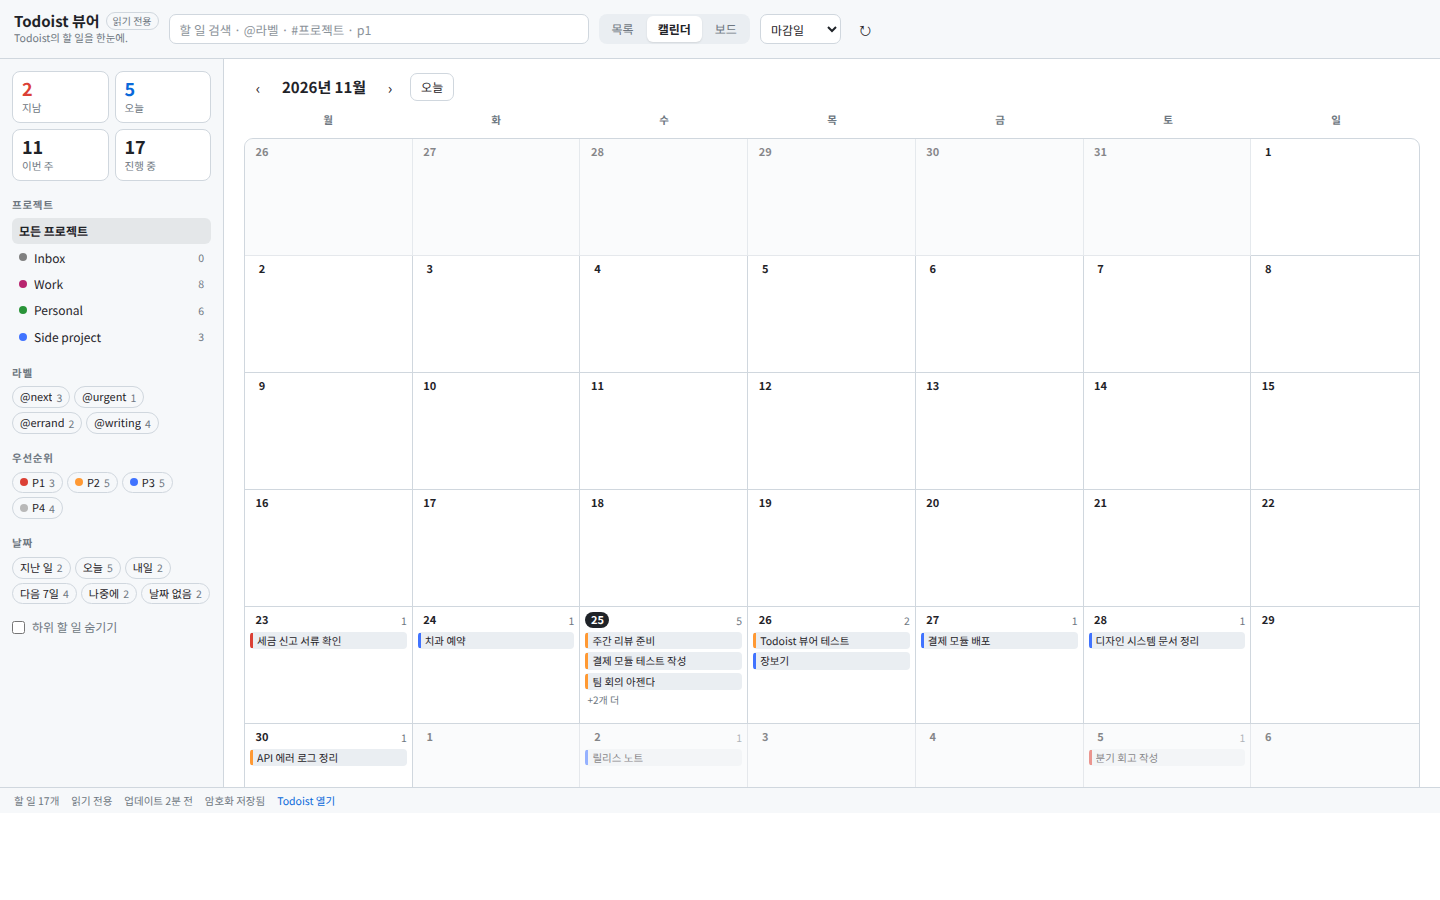 Todoist 뷰어 읽기 전용
Todoist의 할 일을 한눈에.
할 일 검색 · @라벨 · #프로젝트 · p1
목록 캘린더 보드
마감일
↻
2
지남
5
오늘
11
이번 주
17
진행 중
프로젝트
모든 프로젝트
Inbox 0
Work 8
Personal 6
Side project 3
라벨
@next 3 @urgent 1
@errand 2 @writing 4
우선순위
P1 3 P2 5 P3 5
P4 4
날짜
지난 일 2 오늘 5 내일 2
다음 7일 4 나중에 2 날짜 없음 2
하위 할 일 숨기기
‹ 2026년 11월 › 오늘
월 화 수 목 금 토 일
26 27 28 29 30 31 1
2 3 4 5 6 7 8
9 10 11 12 13 14 15
16 17 18 19 20 21 22
23 1 24 1 25 5 26 2 27 1 28 1 29
세금 신고 서류 확인 치과 예약 주간 리뷰 준비 Todoist 뷰어 테스트 결제 모듈 배포 디자인 시스템 문서 정리
결제 모듈 테스트 작성 장보기
팀 회의 아젠다
+2개 더
30 1 1 2 1 3 4 5 1 6
API 에러 로그 정리 릴리스 노트 분기 회고 작성
할 일 17개 읽기 전용 업데이트 2분 전 암호화 저장됨 Todoist 열기